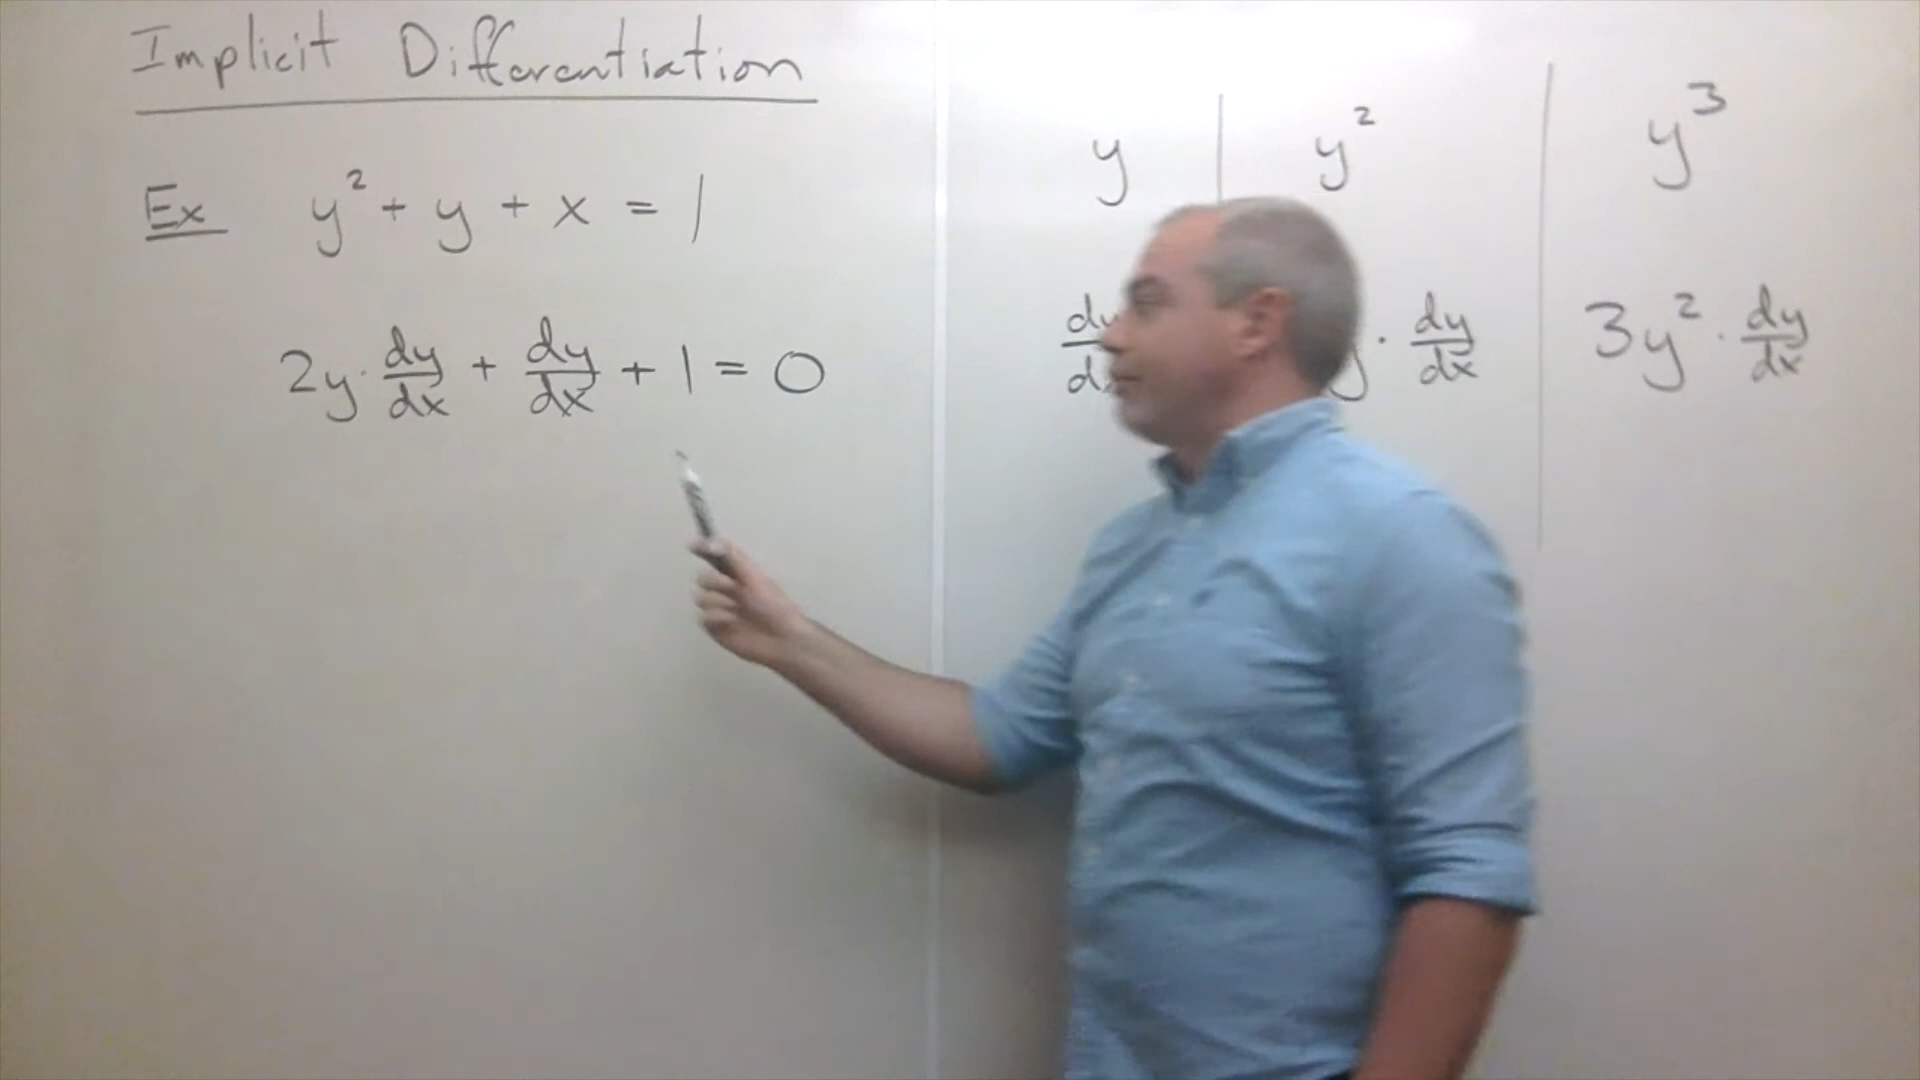 Implicit Differentiation
Ex y² + y + x = 1
2y · dy/dx + dy/dx + 1 = 0
y | y² | y³
dy/d · dy/dx | 3y² · dy/dx